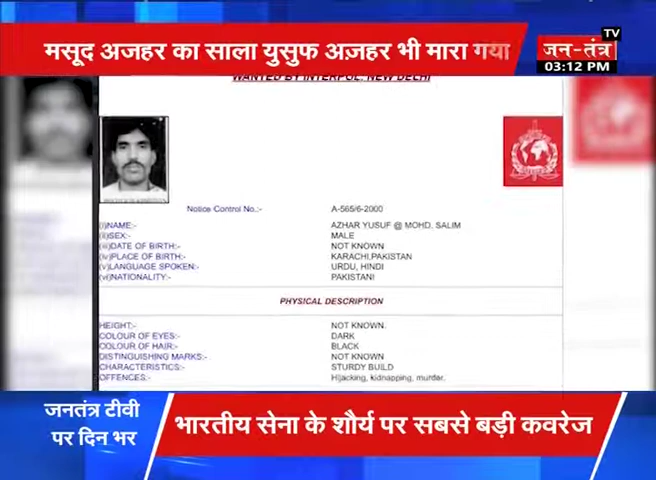 मसूद अजहर का साला युसुफ अज़हर भी मारा गया
जन-तंत्र TV
03:12 PM
WANTED BY INTERPOL, NEW DELHI
Notice Control No.:- A-565/6-2000
(i)NAME:- AZHAR YUSUF @ MOHD. SALIM
(ii)SEX:- MALE
(iii)DATE OF BIRTH:- NOT KNOWN
(iv)PLACE OF BIRTH:- KARACHI,PAKISTAN
(v)LANGUAGE SPOKEN:- URDU, HINDI
(vi)NATIONALITY:- PAKISTANI
PHYSICAL DESCRIPTION
HEIGHT:- NOT KNOWN.
COLOUR OF EYES:- DARK
COLOUR OF HAIR:- BLACK
DISTINGUISHING MARKS:- NOT KNOWN
CHARACTERISTICS:- STURDY BUILD
OFFENCES:- Hijacking, kidnapping, murder.
जनतंत्र टीवी
पर दिन भर
भारतीय सेना के शौर्य पर सबसे बड़ी कवरेज